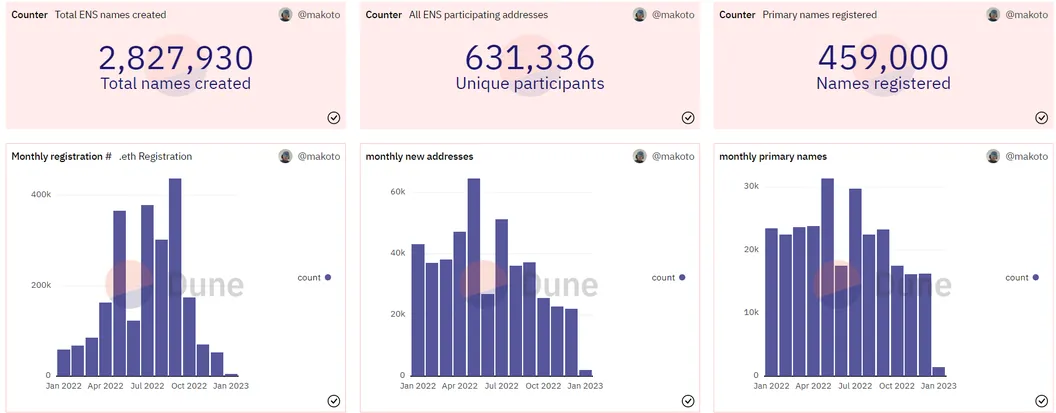 Counter Total ENS names created @makoto
2,827,930
Total names created
Counter All ENS participating addresses @makoto
631,336
Unique participants
Counter Primary names registered @makoto
459,000
Names registered
Monthly registration # .eth Registration @makoto
400k
200k
0
Jan 2022 Apr 2022 Jul 2022 Oct 2022 Jan 2023
count
Dune
monthly new addresses @makoto
60k
40k
20k
0
Jan 2022 Apr 2022 Jul 2022 Oct 2022 Jan 2023
count
Dune
monthly primary names @makoto
30k
20k
10k
0
Jan 2022 Apr 2022 Jul 2022 Oct 2022 Jan 2023
count
Dune